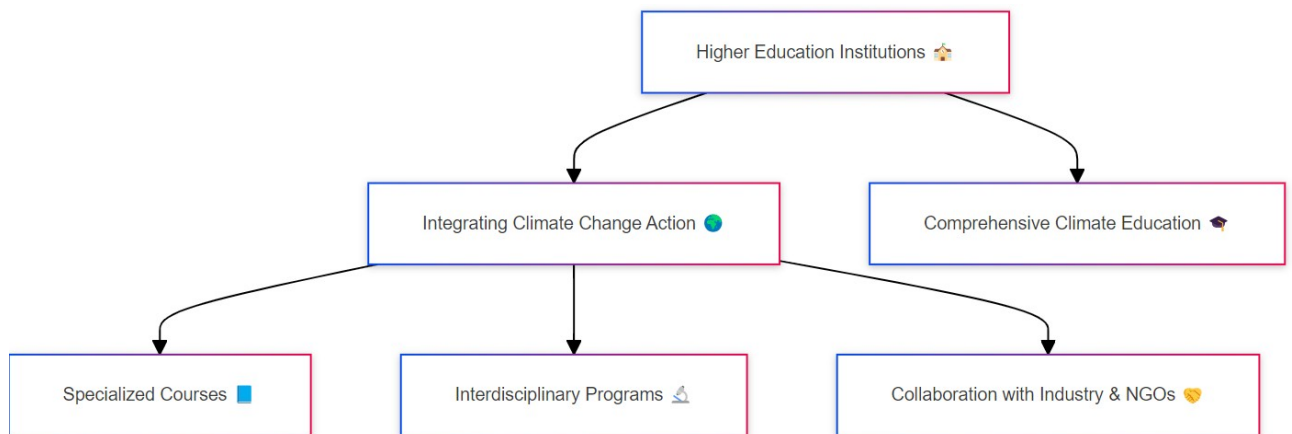 Higher Education Institutions 🏫
Integrating Climate Change Action 🌍
Comprehensive Climate Education 🎓
Specialized Courses 📘
Interdisciplinary Programs 🔬
Collaboration with Industry & NGOs 🤝